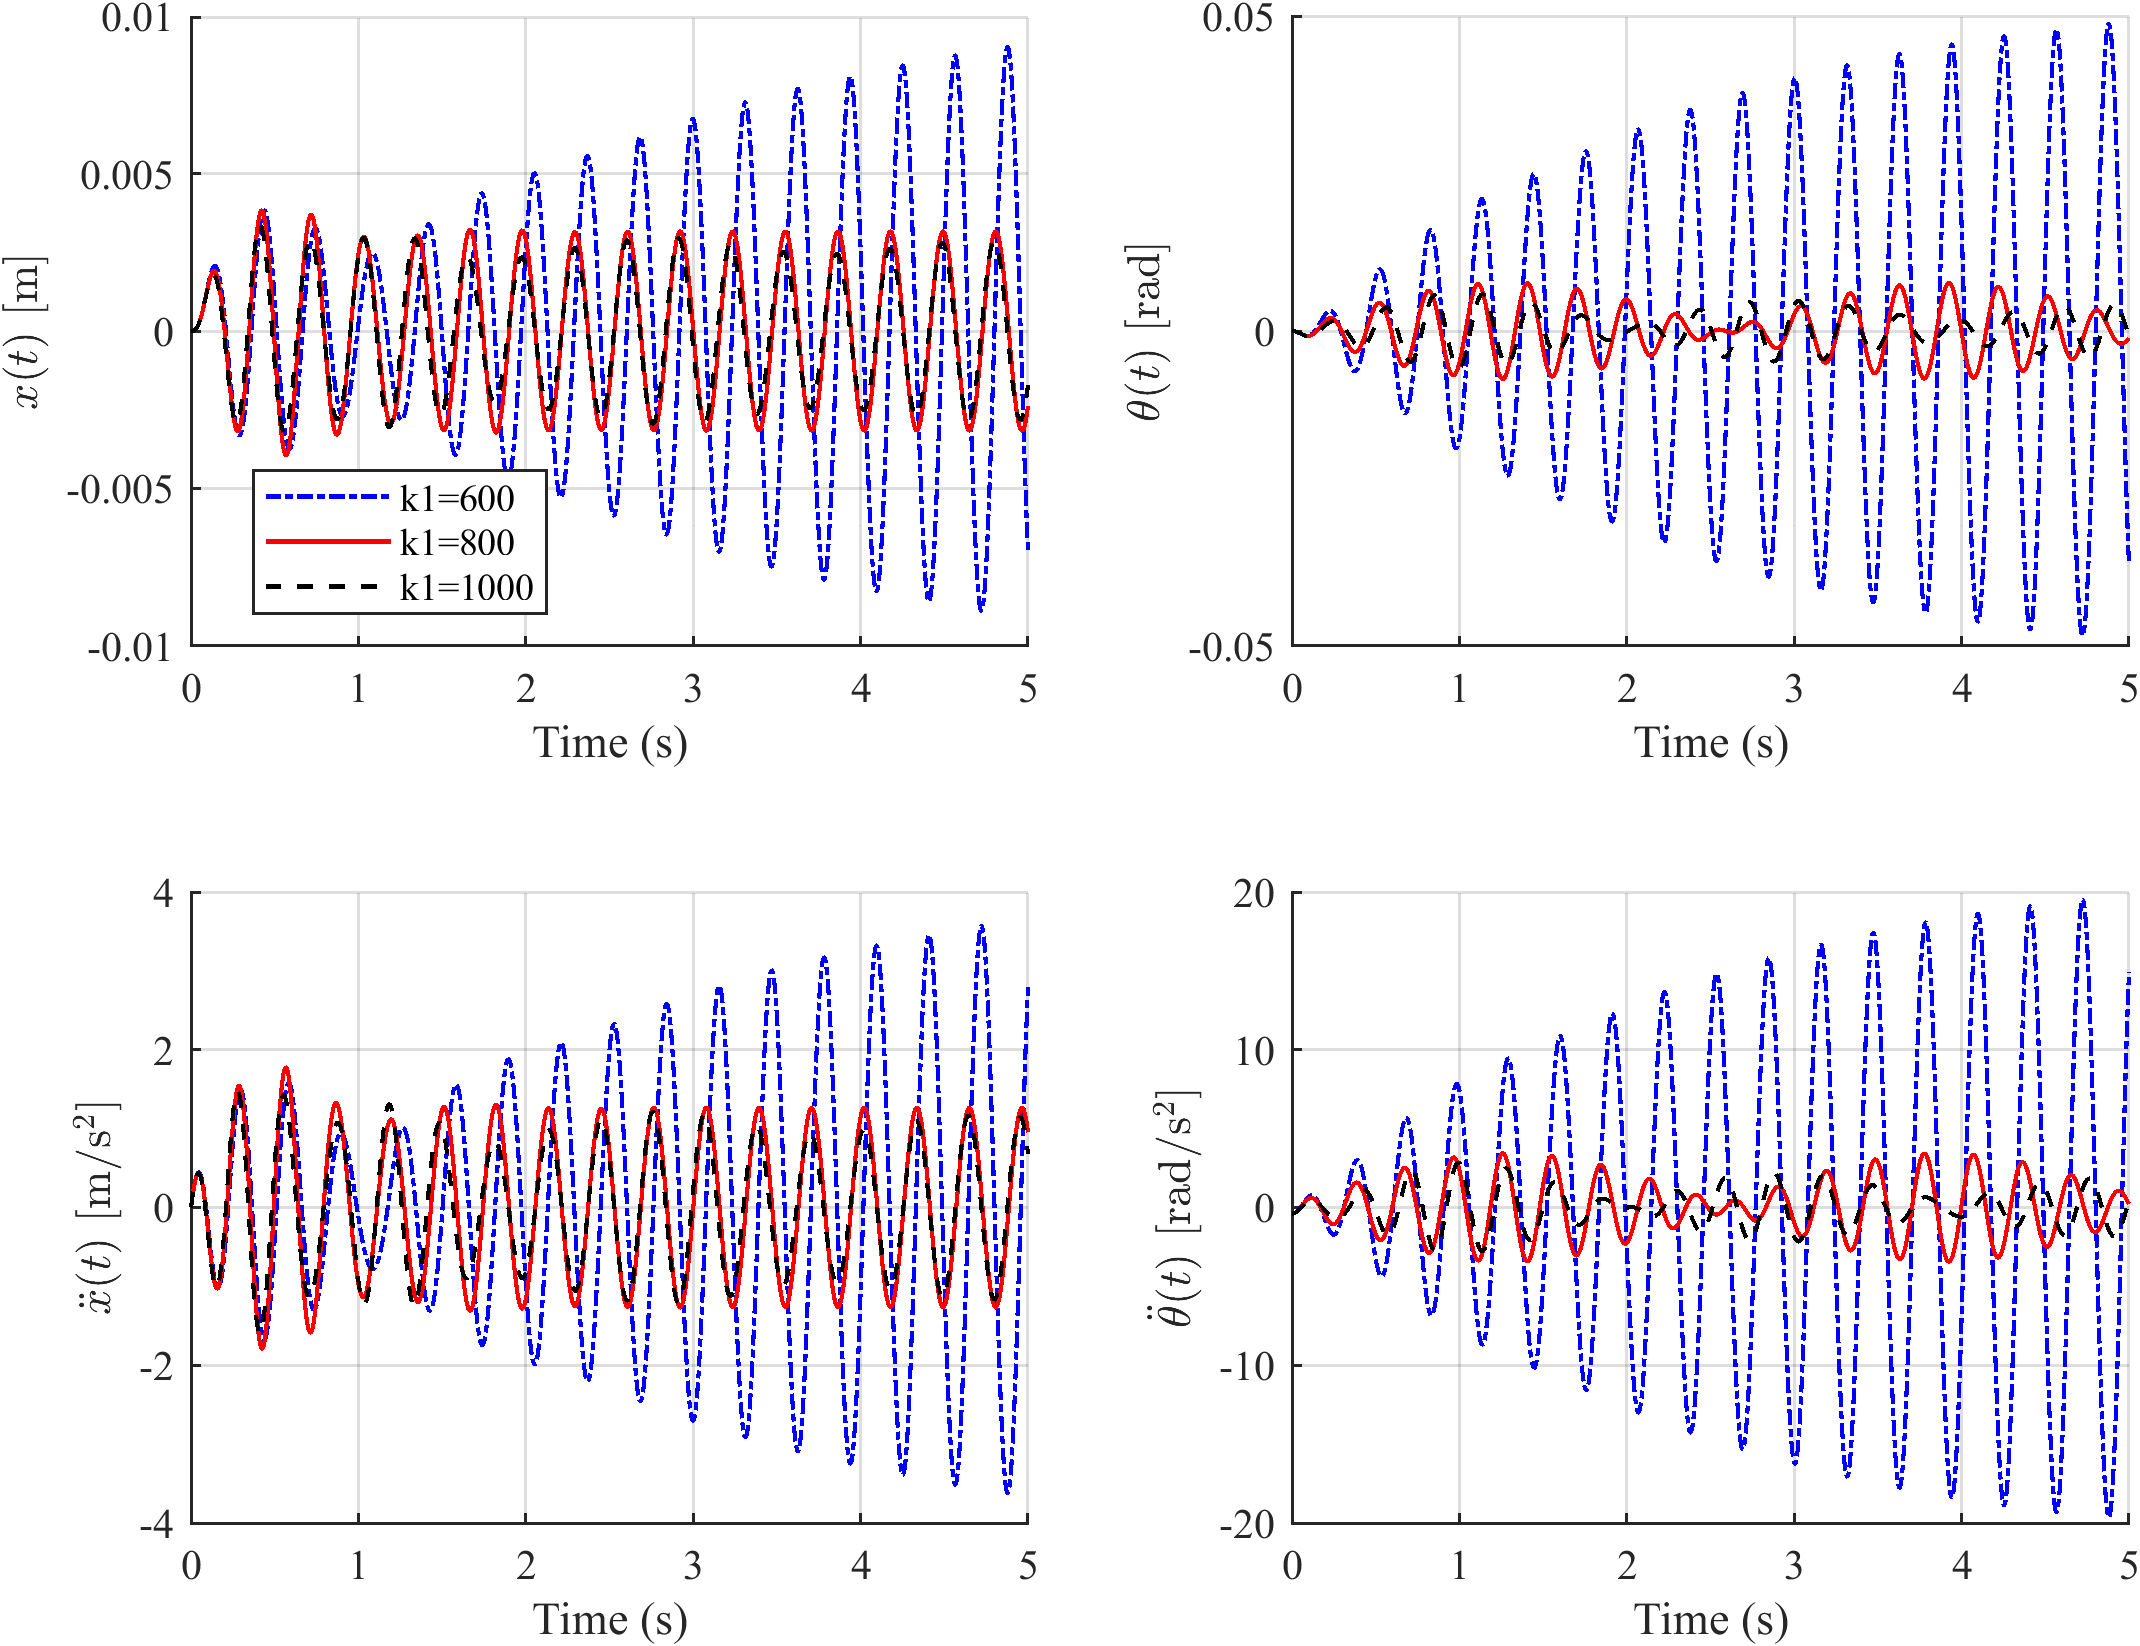 0.01
0.005
0
-0.005
-0.01
x(t) [m]
k1=600
k1=800
k1=1000
0 1 2 3 4 5
Time (s)
0.05
0
-0.05
θ(t) [rad]
0 1 2 3 4 5
Time (s)
4
2
0
-2
-4
ẍ(t) [m/s²]
0 1 2 3 4 5
Time (s)
20
10
0
-10
-20
θ̈(t) [rad/s²]
0 1 2 3 4 5
Time (s)